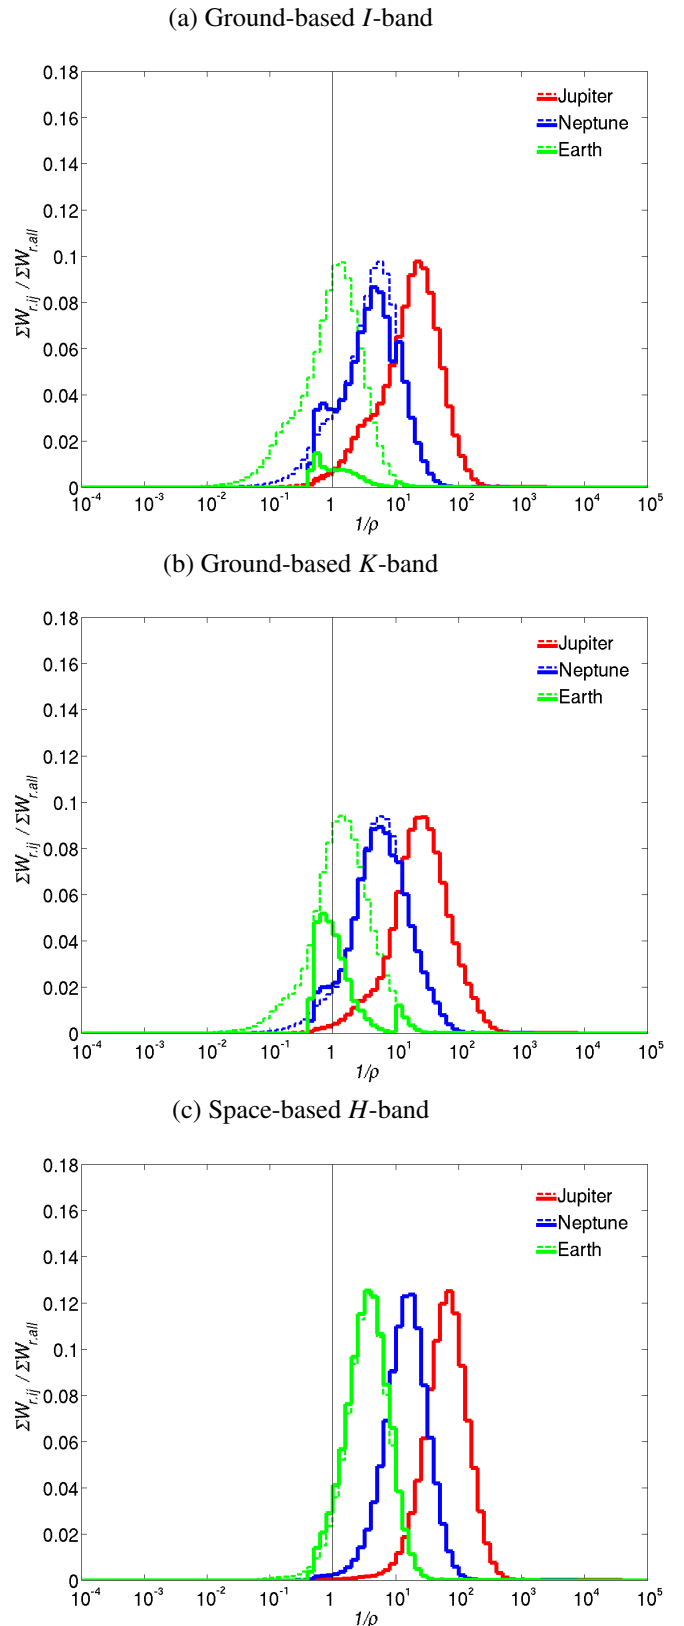 (a) Ground-based I-band
0.18
0.16
0.14
0.12
0.1
0.08
0.06
0.04
0.02
0
ΣW_{r.ij} / ΣW_{r.all}
Jupiter
Neptune
Earth
10^{-4} 10^{-3} 10^{-2} 10^{-1} 1 10^{1} 10^{2} 10^{3} 10^{4} 10^{5}
1/ρ
(b) Ground-based K-band
0.18
0.16
0.14
0.12
0.1
0.08
0.06
0.04
0.02
0
ΣW_{r.ij} / ΣW_{r.all}
Jupiter
Neptune
Earth
10^{-4} 10^{-3} 10^{-2} 10^{-1} 1 10^{1} 10^{2} 10^{3} 10^{4} 10^{5}
1/ρ
(c) Space-based H-band
0.18
0.16
0.14
0.12
0.1
0.08
0.06
0.04
0.02
0
ΣW_{r.ij} / ΣW_{r.all}
Jupiter
Neptune
Earth
10^{-4} 10^{-3} 10^{-2} 10^{-1} 1 10^{1} 10^{2} 10^{3} 10^{4} 10^{5}
1/ρ